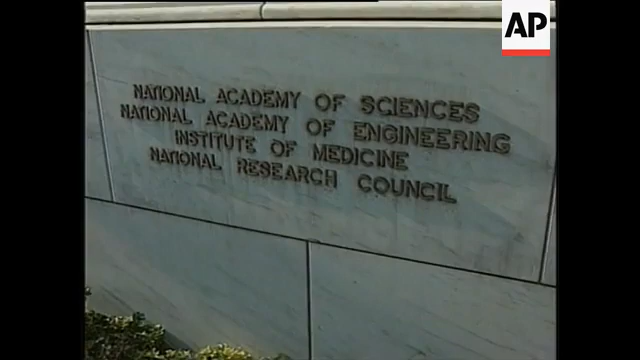 AP
NATIONAL ACADEMY OF SCIENCES
NATIONAL ACADEMY OF ENGINEERING
INSTITUTE OF MEDICINE
NATIONAL RESEARCH COUNCIL